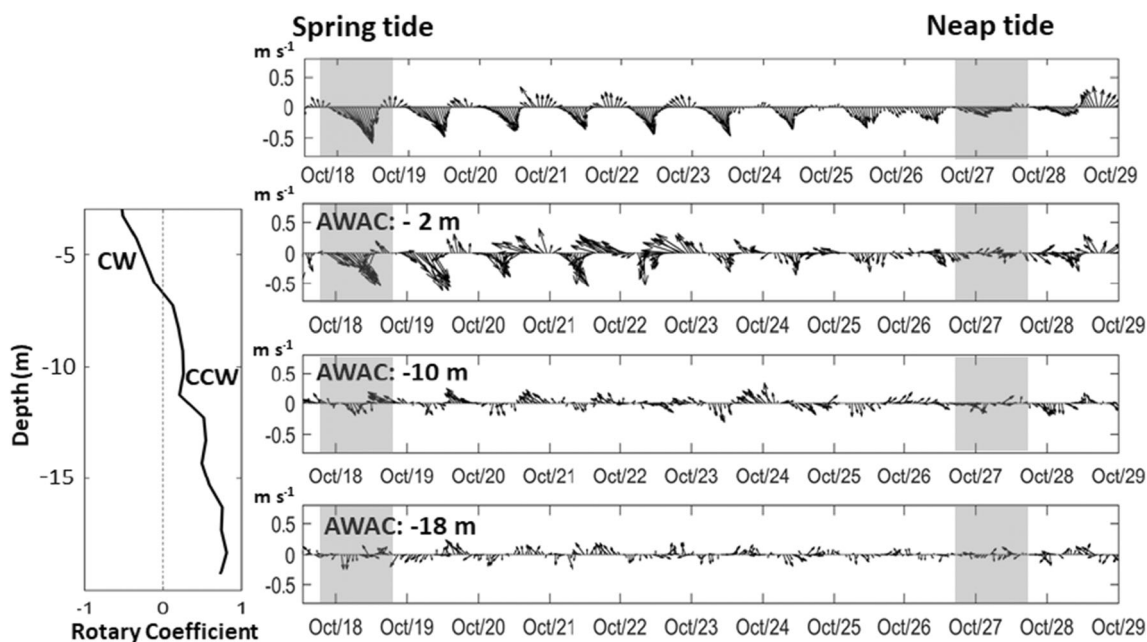 Spring tide Neap tide
m s⁻¹
0.5
0
-0.5
Oct/18 Oct/19 Oct/20 Oct/21 Oct/22 Oct/23 Oct/24 Oct/25 Oct/26 Oct/27 Oct/28 Oct/29
m s⁻¹
AWAC: - 2 m
0.5
0
-0.5
Oct/18 Oct/19 Oct/20 Oct/21 Oct/22 Oct/23 Oct/24 Oct/25 Oct/26 Oct/27 Oct/28 Oct/29
m s⁻¹
AWAC: -10 m
0.5
0
-0.5
Oct/18 Oct/19 Oct/20 Oct/21 Oct/22 Oct/23 Oct/24 Oct/25 Oct/26 Oct/27 Oct/28 Oct/29
m s⁻¹
AWAC: -18 m
0.5
0
-0.5
Oct/18 Oct/19 Oct/20 Oct/21 Oct/22 Oct/23 Oct/24 Oct/25 Oct/26 Oct/27 Oct/28 Oct/29
Depth(m)
-5
CW
-10
CCW
-15
-1 0 1
Rotary Coefficient